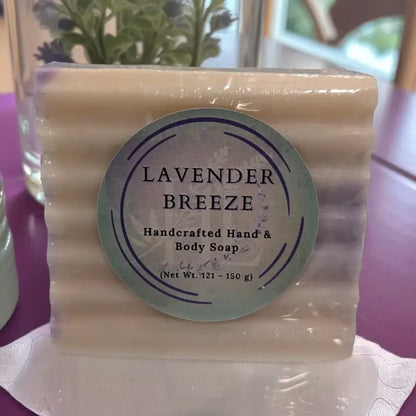 LAVENDER
BREEZE
Handcrafted Hand &
Body Soap
(Net Wt. 121 - 150 g)